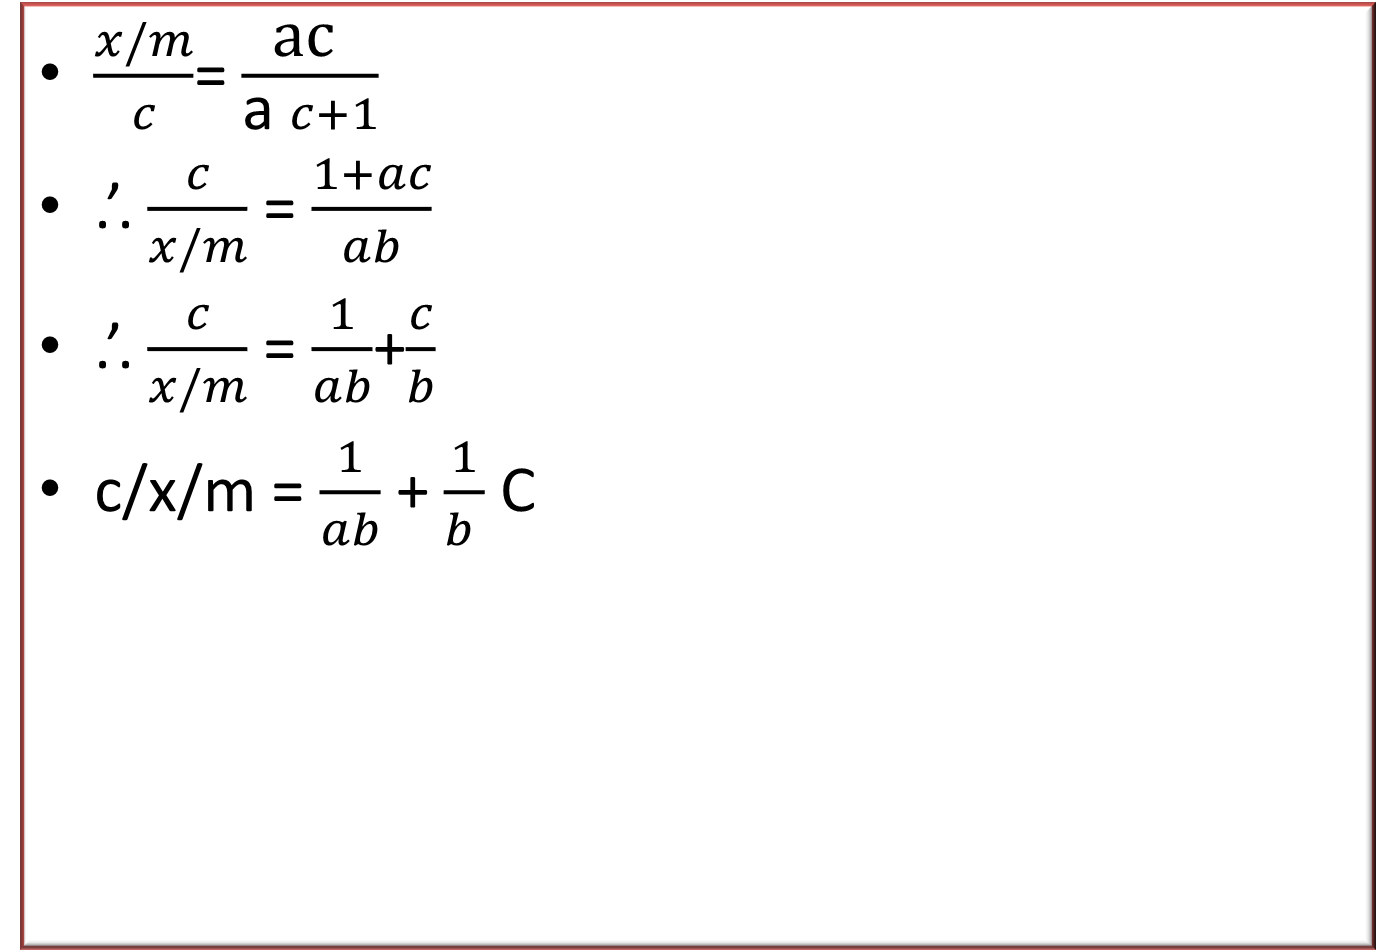 • (x/m)/c = ac/(a c+1)
• ∴́ c/(x/m) = (1+ac)/(ab)
• ∴́ c/(x/m) = 1/(ab) + c/b
• c/x/m = 1/(ab) + 1/b C